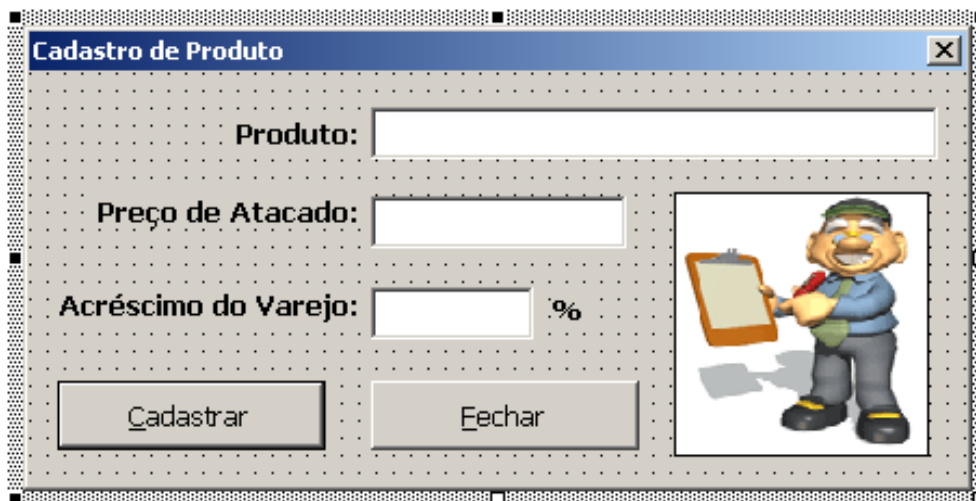 Cadastro de Produto
Produto:
Preço de Atacado:
Acréscimo do Varejo: %
Cadastrar Fechar